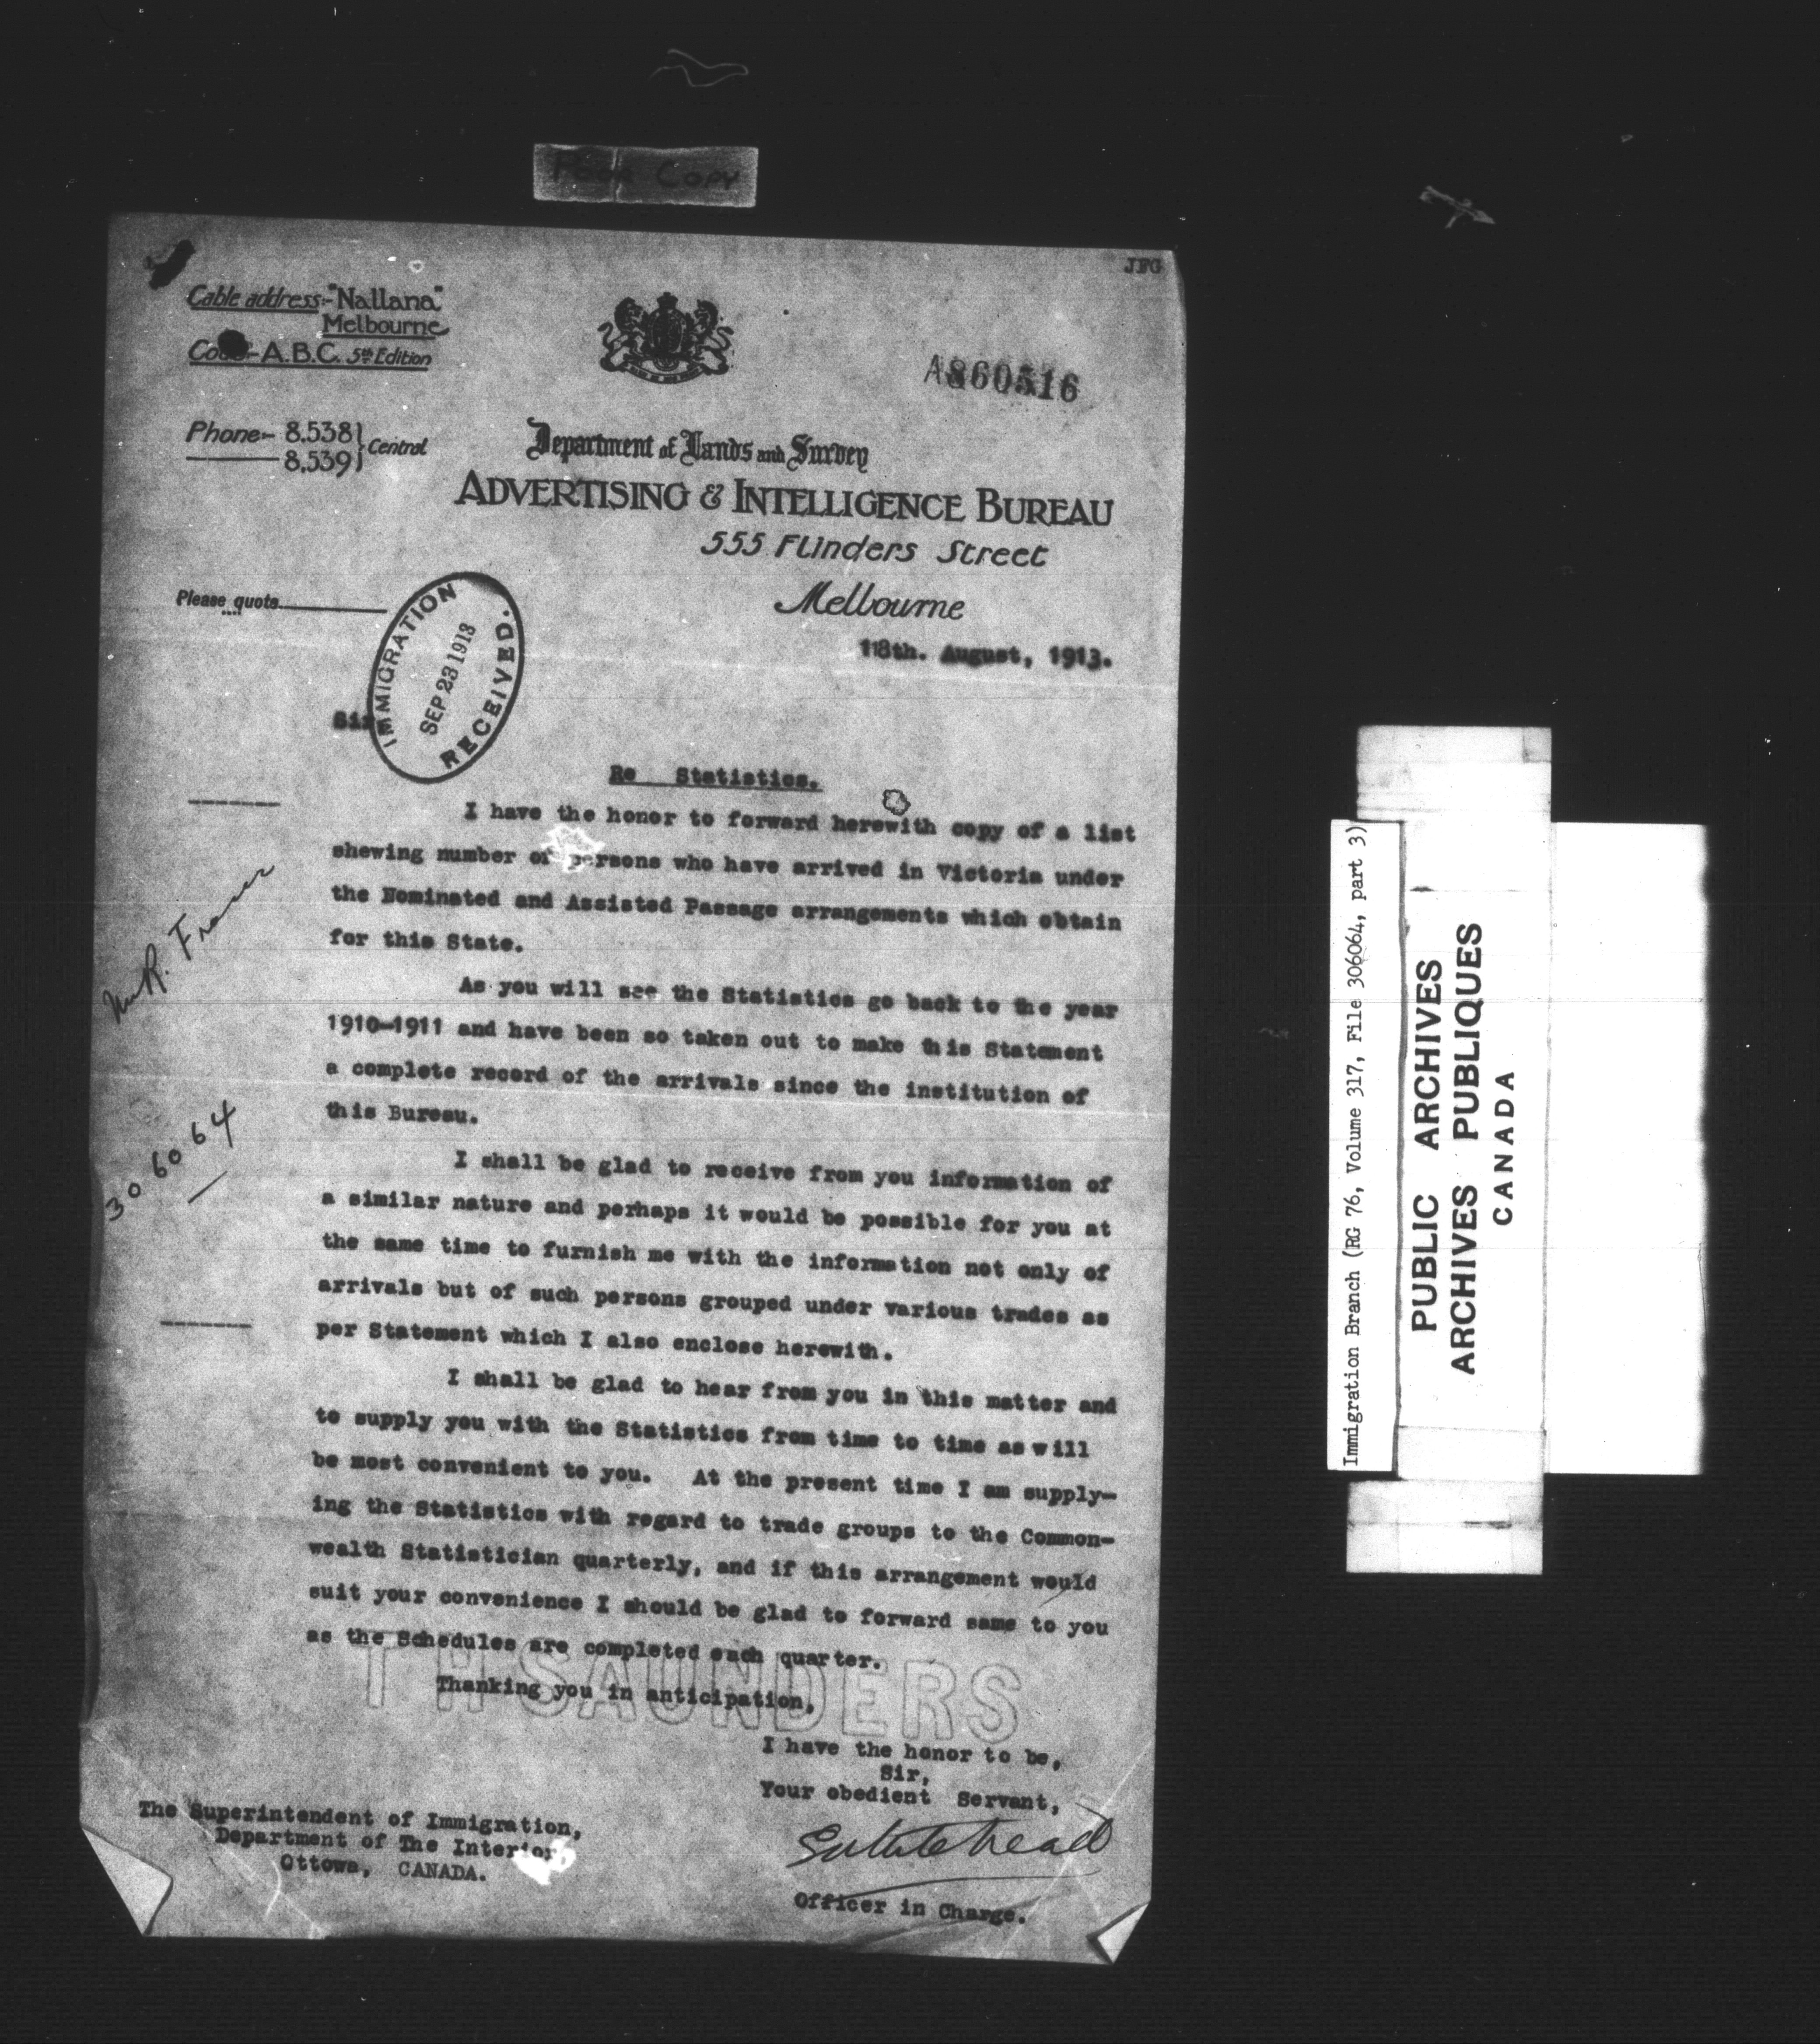 Poor Copy
JFG
Cable address:- "Nallana"
Melbourne
Code:- A.B.C. 5th Edition
A860516
Phone:- 8.538 } Central
8.539 }
Department of Lands and Survey
ADVERTISING & INTELLIGENCE BUREAU
555 Flinders Street
Melbourne
Please quote
18th. August, 1913.
IMMIGRATION
SEP 23 1913
RECEIVED.
Sir
Re Statistics.
I have the honor to forward herewith copy of a list
shewing number of persons who have arrived in Victoria under
the Nominated and Assisted Passage arrangements which obtain
for this State.
As you will see the Statistics go back to the year
1910-1911 and have been so taken out to make this Statement
a complete record of the arrivals since the institution of
this Bureau.
I shall be glad to receive from you information of
a similar nature and perhaps it would be possible for you at
the same time to furnish me with the information not only of
arrivals but of such persons grouped under various trades as
per Statement which I also enclose herewith.
I shall be glad to hear from you in this matter and
to supply you with the Statistics from time to time as will
be most convenient to you. At the present time I am supply-
ing the Statistics with regard to trade groups to the Common-
wealth Statistician quarterly, and if this arrangement would
suit your convenience I should be glad to forward same to you
as the Schedules are completed each quarter.
Thanking you in anticipation,
T H SAUNDERS
I have the honor to be,
Sir,
Your obedient Servant,
Officer in Charge.
The Superintendent of Immigration,
Department of The Interior,
Ottowa, CANADA.
306064
Immigration Branch (RG 76, Volume 317, File 306064, part 3)
PUBLIC ARCHIVES
ARCHIVES PUBLIQUES
CANADA